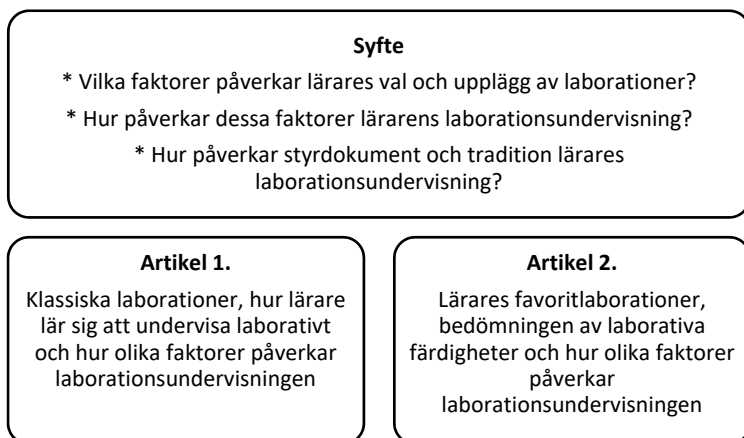 Syfte
* Vilka faktorer påverkar lärares val och upplägg av laborationer?
* Hur påverkar dessa faktorer lärarens laborationsundervisning?
* Hur påverkar styrdokument och tradition lärares
laborationsundervisning?
Artikel 1.
Klassiska laborationer, hur lärare
lär sig att undervisa laborativt
och hur olika faktorer påverkar
laborationsundervisningen
Artikel 2.
Lärares favoritlaborationer,
bedömningen av laborativa
färdigheter och hur olika faktorer
påverkar
laborationsundervisningen